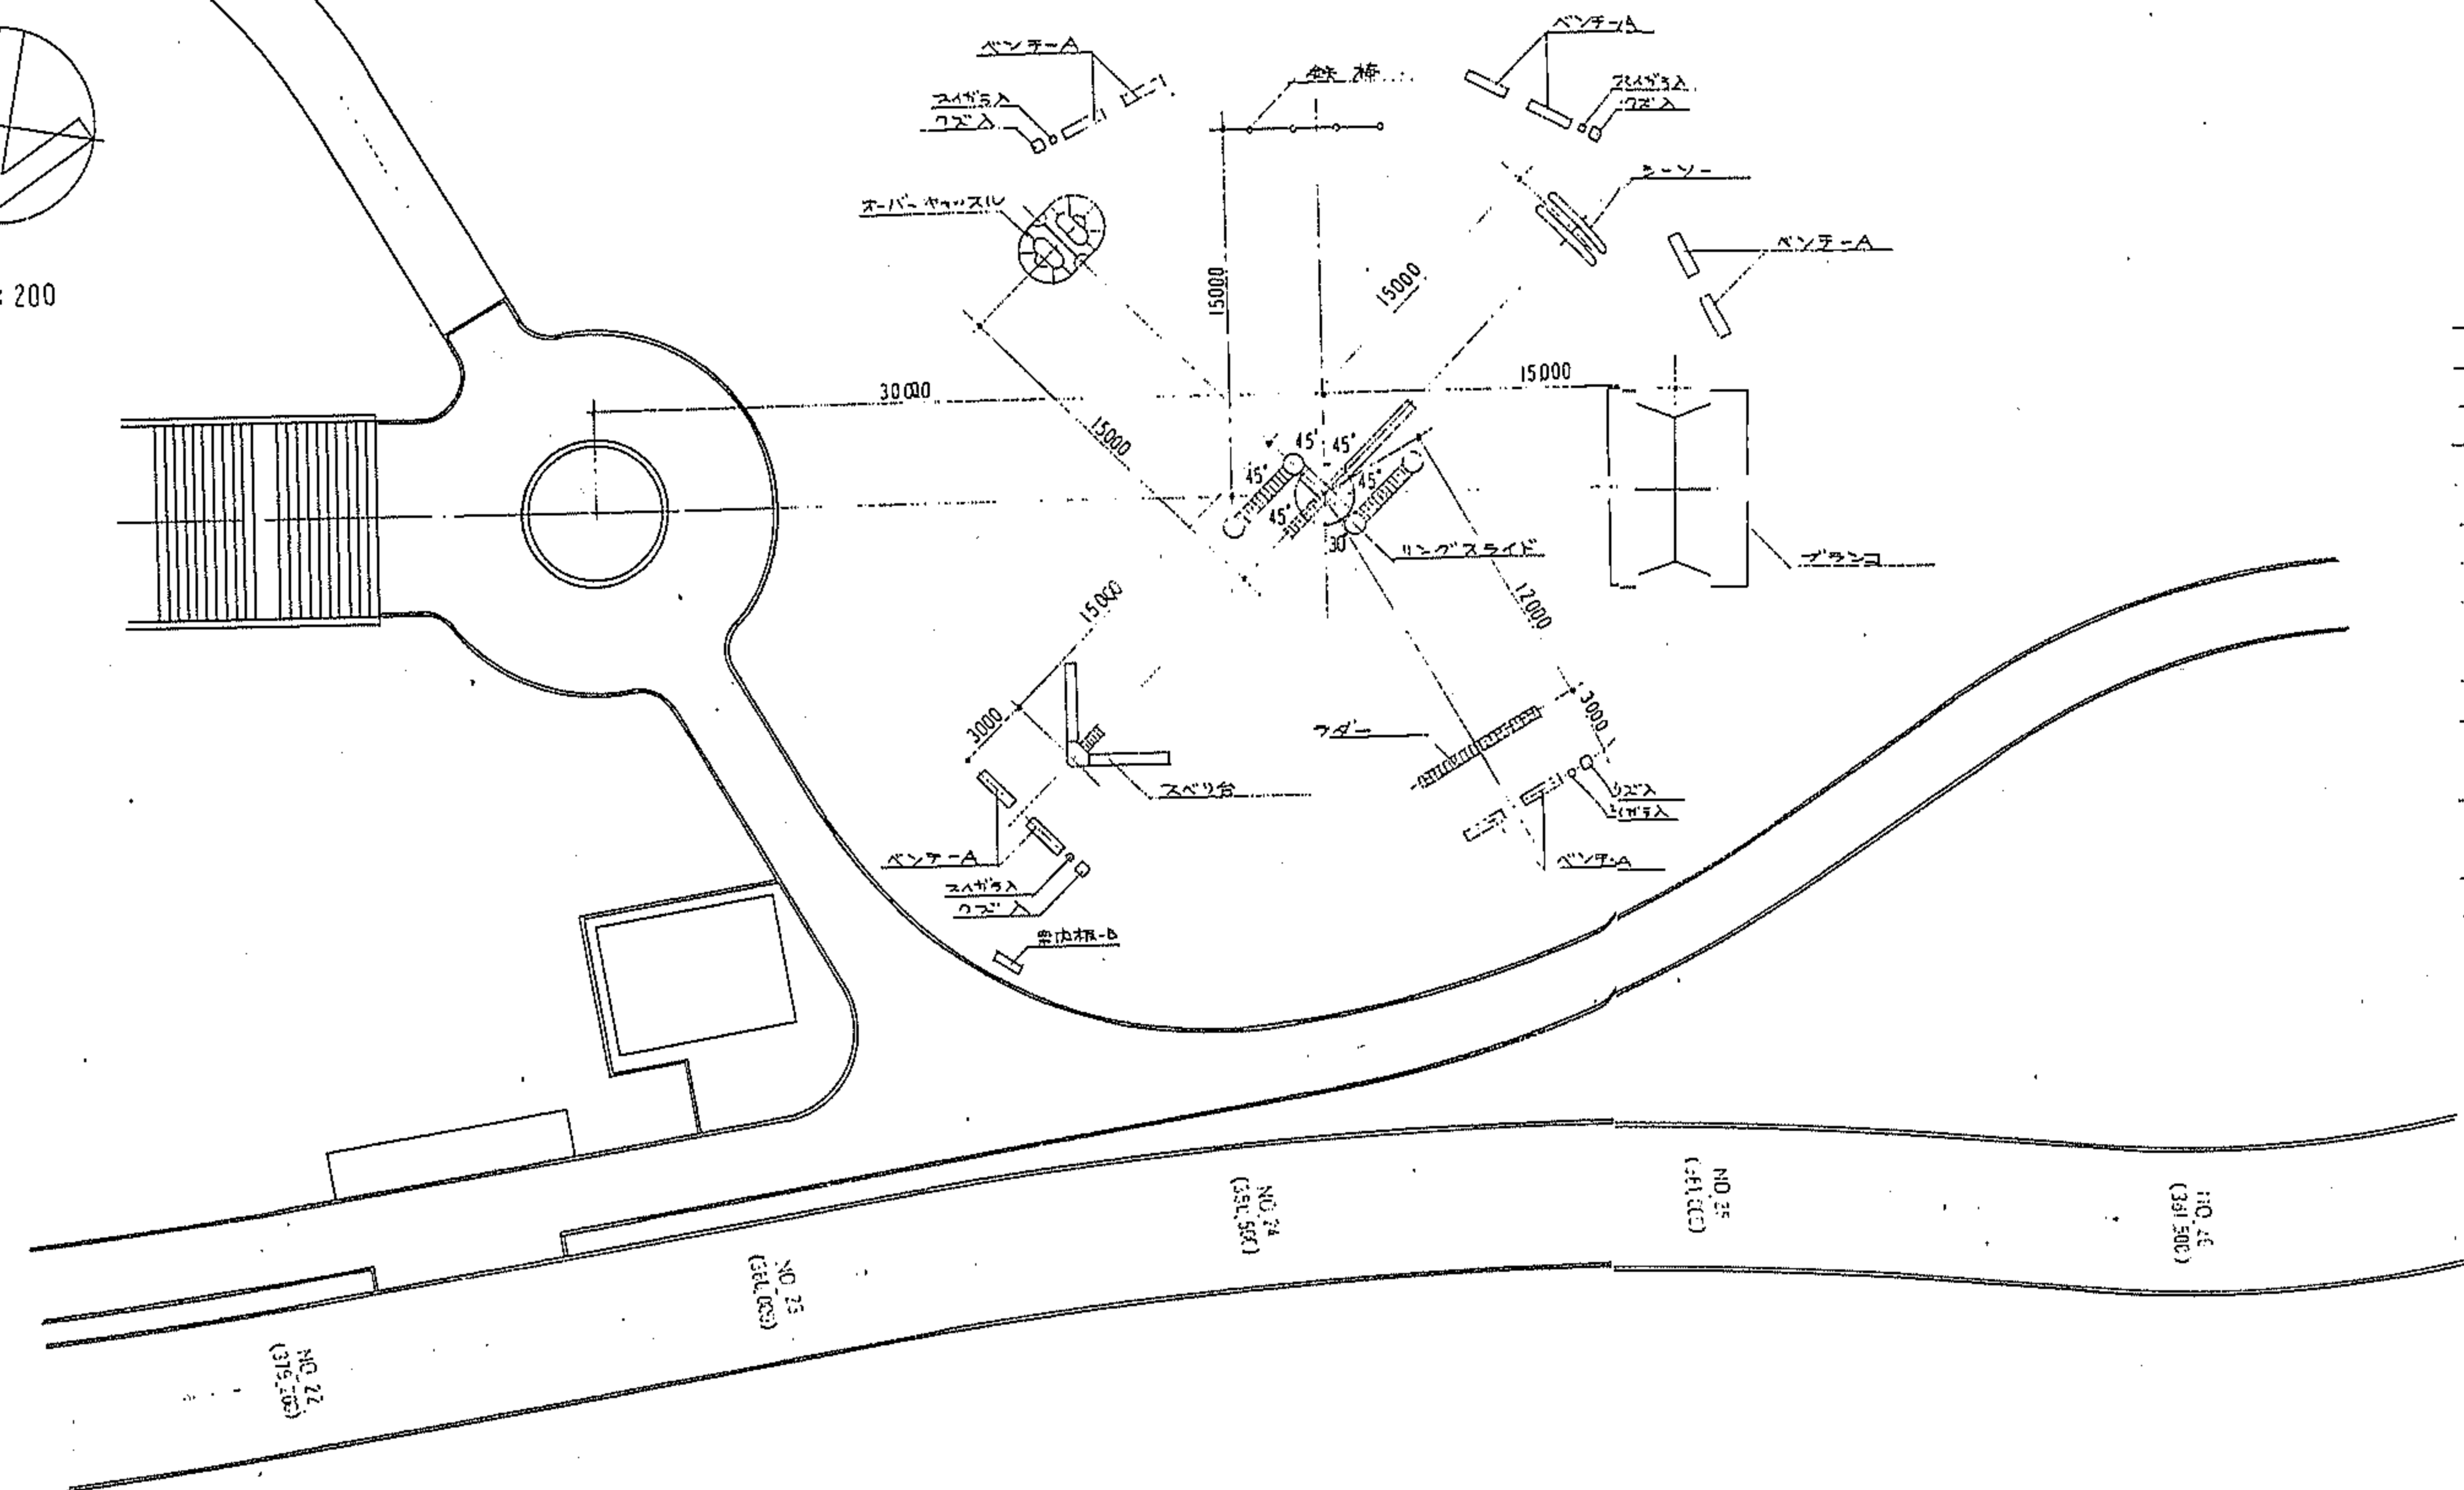 ベンチ-A
ベンチ-A
鉄棒
スイガラ入
クズ入
スイガラ入
クズ入
シーソー
オーバーキャッスル
ベンチ-A
: 200
15000
15000
30000
15000
15000
45°
45°
45°
45°
45°
30°
リングスライド
ブランコ
12000
15000
3000
3000
ラダー
スベリ台
クズ入
スイガラ入
ベンチ-A
ベンチ-A
スイガラ入
クズ入
案内板-B
NO.24
NO.25
NO.26
(361.500)
NO.23
NO.22